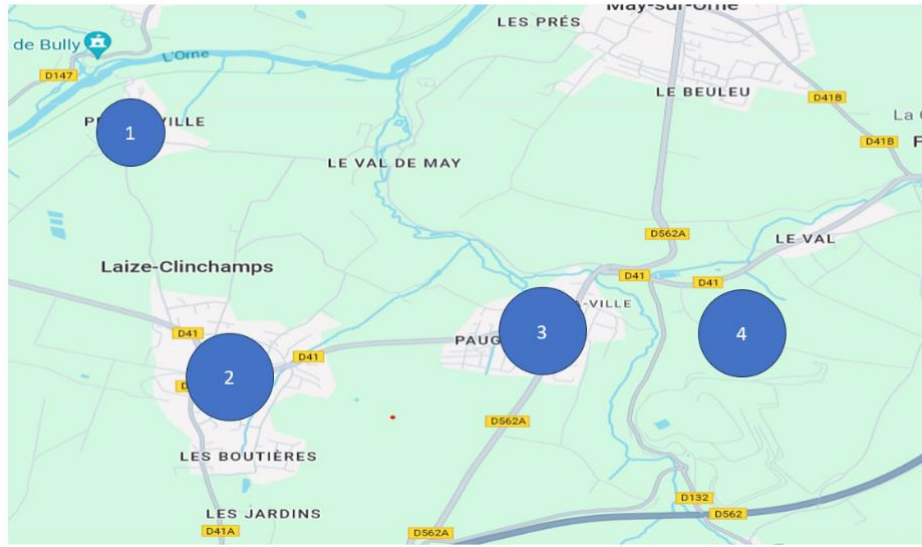 May-sur-Orne
LES PRÉS
de Bully
L'Orne
D147
LE BEULEU
D41B
La
D41B
F
1
VILLE
LE VAL DE MAY
D562A
LE VAL
Laize-Clinchamps
D41
D41
VILLE
D41
3
4
PAUG
D41
2
D562A
LES BOUTIÈRES
D132
LES JARDINS
D562
D41A
D562A